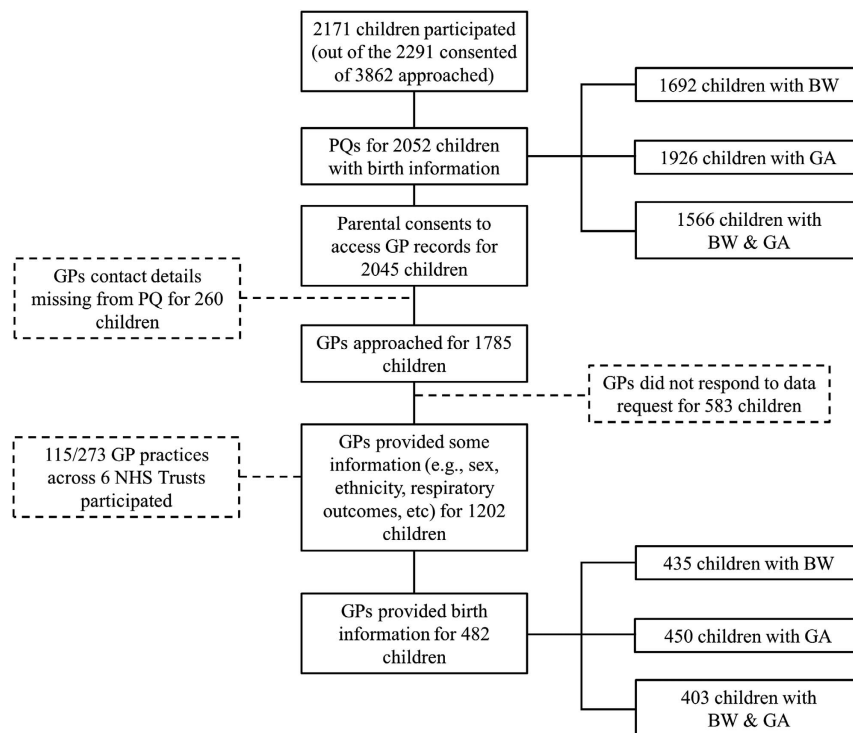 2171 children participated
(out of the 2291 consented
of 3862 approached)
1692 children with BW
PQs for 2052 children
with birth information
1926 children with GA
Parental consents to
access GP records for
2045 children
1566 children with
BW & GA
GPs contact details
missing from PQ for 260
children
GPs approached for 1785
children
GPs did not respond to data
request for 583 children
115/273 GP practices
across 6 NHS Trusts
participated
GPs provided some
information (e.g., sex,
ethnicity, respiratory
outcomes, etc) for 1202
children
435 children with BW
GPs provided birth
information for 482
children
450 children with GA
403 children with
BW & GA